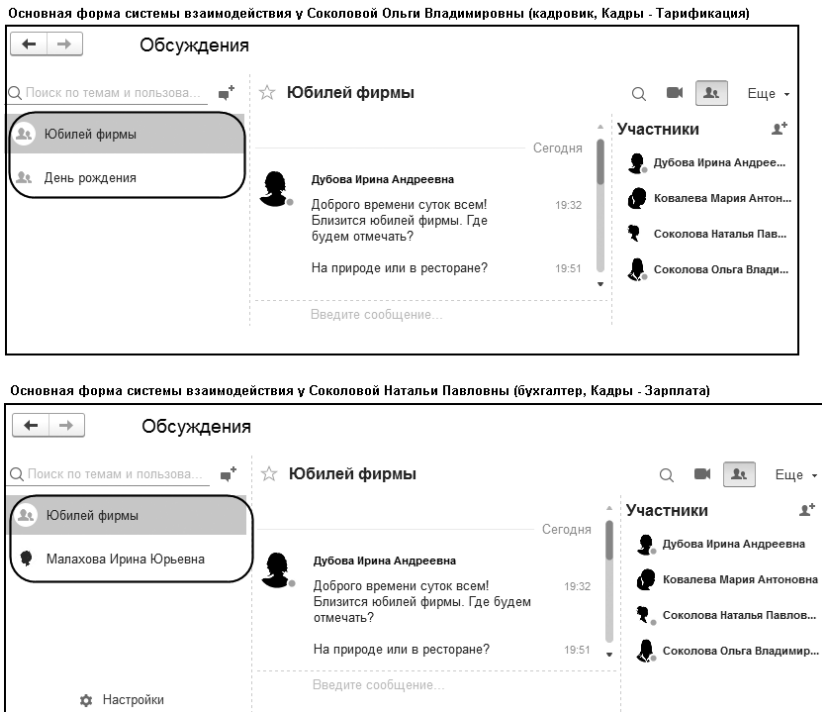 Основная форма системы взаимодействия у Соколовой Ольги Владимировны (кадровик, Кадры - Тарификация)
Обсуждения
Поиск по темам и пользова...
Юбилей фирмы
День рождения
Юбилей фирмы
Еще
Сегодня
Дубова Ирина Андреевна
Доброго времени суток всем!
Близится юбилей фирмы. Где
будем отмечать?
19:32
На природе или в ресторане?
19:51
Введите сообщение...
Участники
Дубова Ирина Андрее...
Ковалева Мария Антон...
Соколова Наталья Пав...
Соколова Ольга Влади...
Основная форма системы взаимодействия у Соколовой Натальи Павловны (бухгалтер, Кадры - Зарплата)
Обсуждения
Поиск по темам и пользова...
Юбилей фирмы
Малахова Ирина Юрьевна
Настройки
Юбилей фирмы
Еще
Сегодня
Дубова Ирина Андреевна
Доброго времени суток всем!
Близится юбилей фирмы. Где будем
отмечать?
19:32
На природе или в ресторане?
19:51
Введите сообщение...
Участники
Дубова Ирина Андреевна
Ковалева Мария Антоновна
Соколова Наталья Павлов...
Соколова Ольга Владимир...